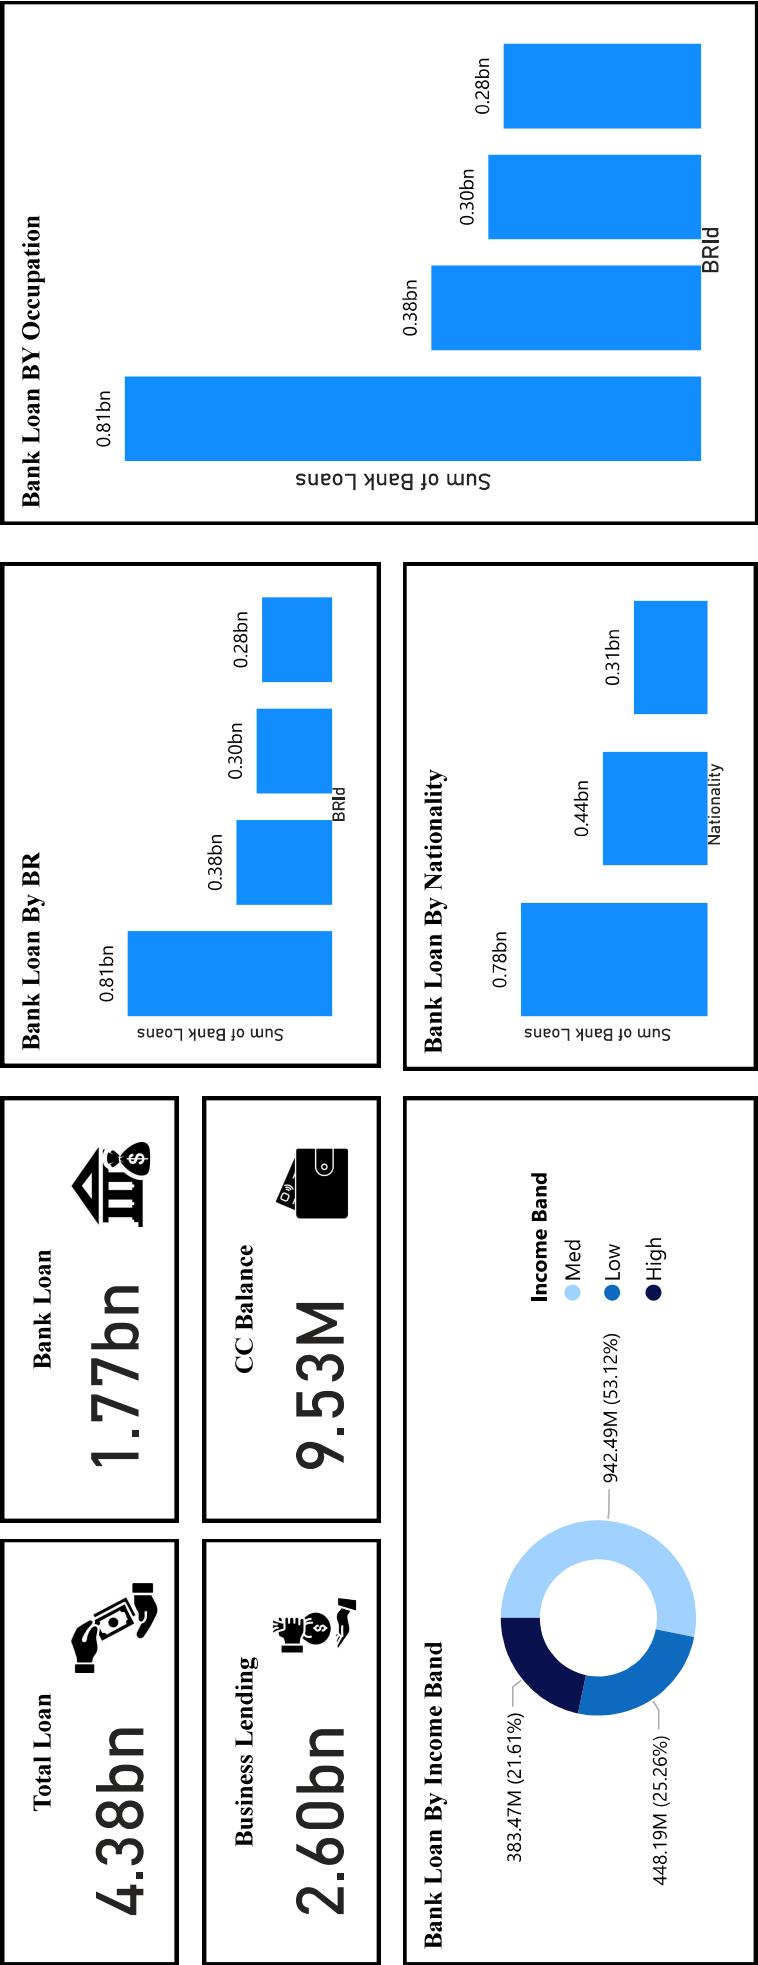 Total Loan
4.38bn
Bank Loan
1.77bn
Business Lending
2.60bn
CC Balance
9.53M
Bank Loan By Income Band
383.47M (21.61%)
448.19M (25.26%)
942.49M (53.12%)
Income Band
Med
Low
High
Bank Loan By BR
Sum of Bank Loans
0.81bn
0.38bn
0.30bn
0.28bn
BRId
Bank Loan By Nationality
Sum of Bank Loans
0.78bn
0.44bn
0.31bn
Nationality
Bank Loan BY Occupation
Sum of Bank Loans
0.81bn
0.38bn
0.30bn
0.28bn
BRId